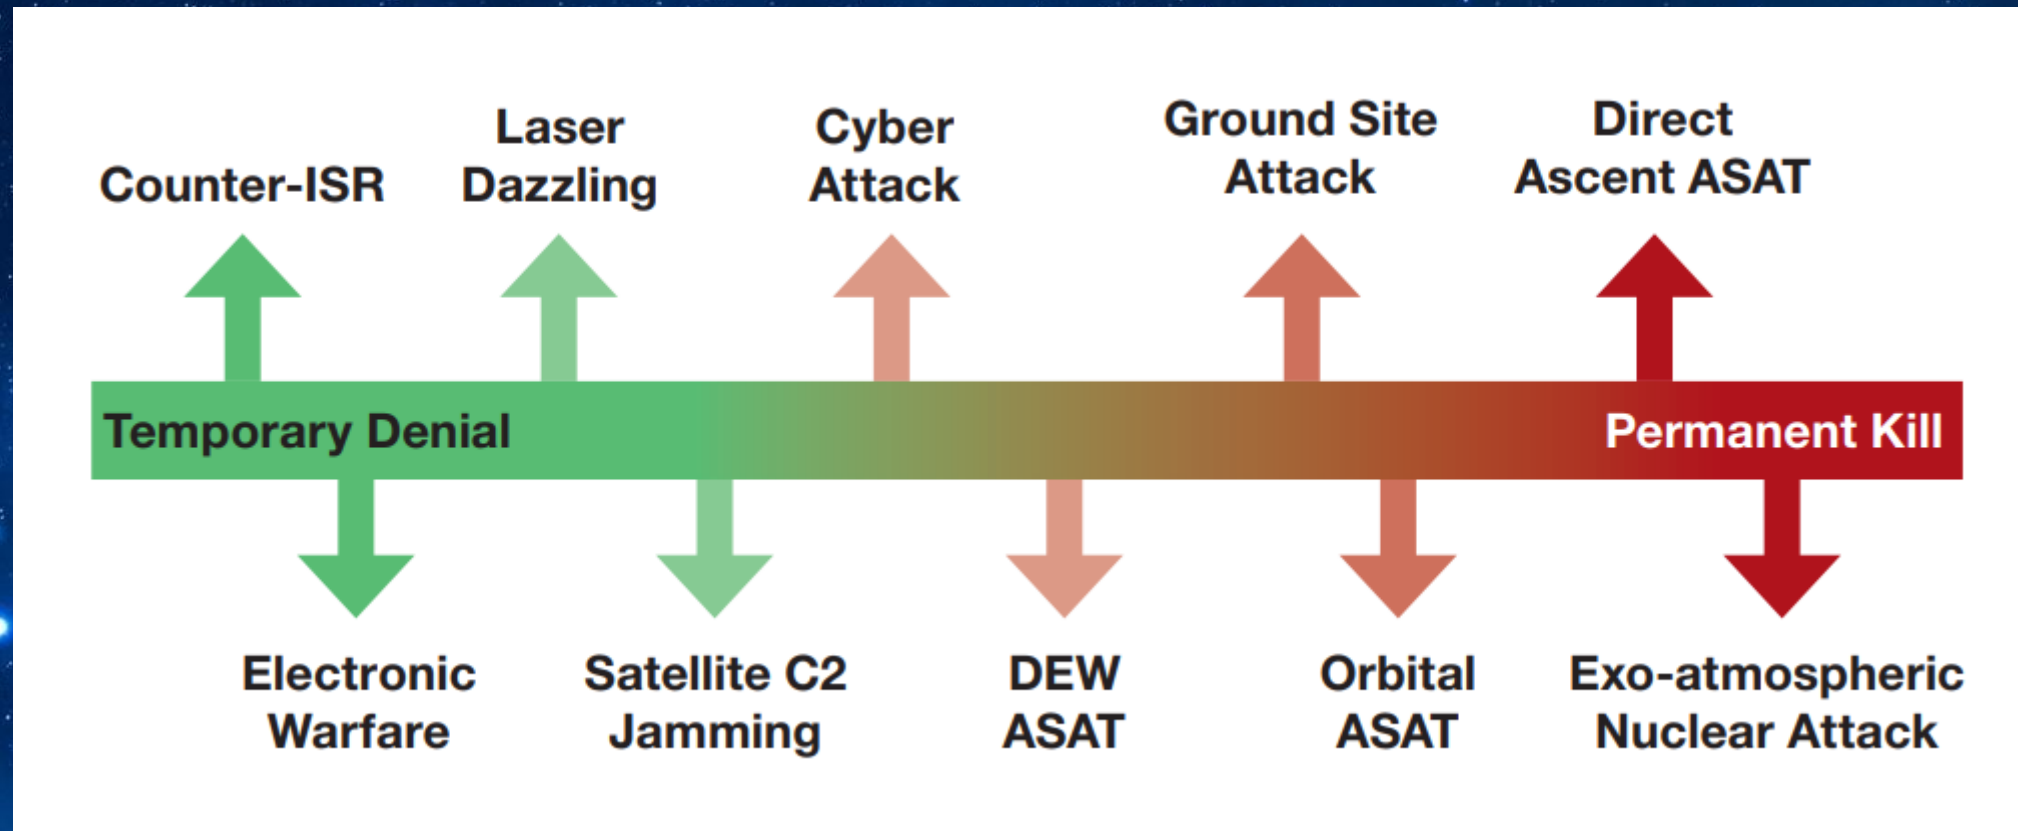 Counter-ISR
Laser
Dazzling
Cyber
Attack
Ground Site
Attack
Direct
Ascent ASAT
Temporary Denial
Permanent Kill
Electronic
Warfare
Satellite C2
Jamming
DEW
ASAT
Orbital
ASAT
Exo-atmospheric
Nuclear Attack